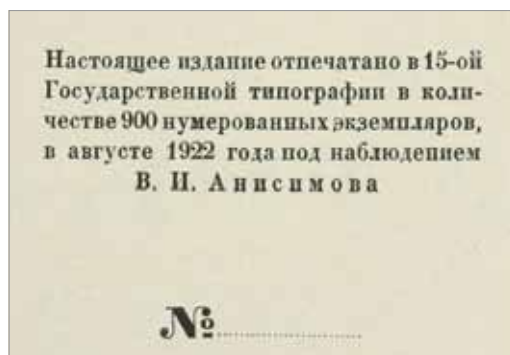 Настоящее издание отпечатано в 15-ой
Государственной типографии в коли-
честве 900 нумерованных экземпляров,
в августе 1922 года под наблюдением
В. И. Анисимова
№